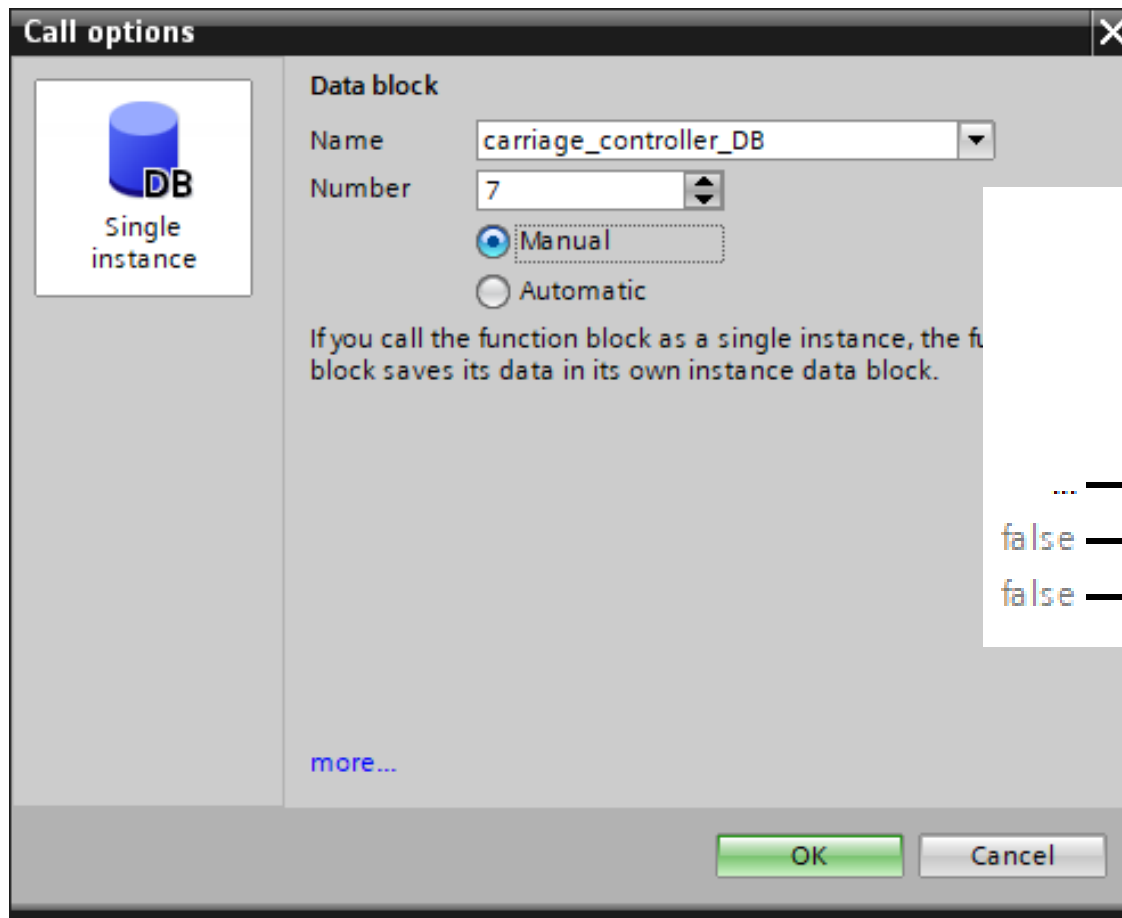 Call options
DB
Single
instance
Data block
Name carriage_controller_DB
Number 7
Manual
Automatic
If you call the function block as a single instance, the
block saves its data in its own instance data block.
....
false
false
more...
OK Cancel